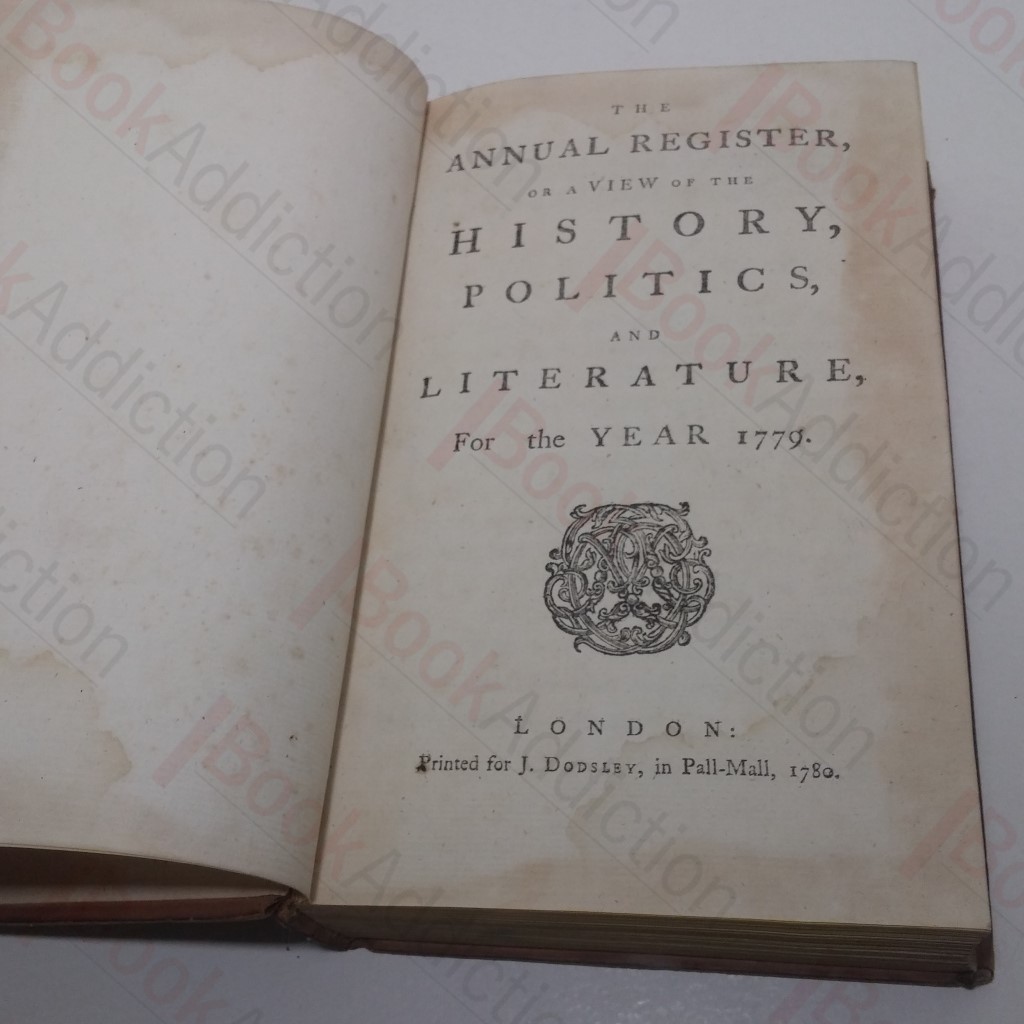 THE
ANNUAL REGISTER,
OR A VIEW OF THE
HISTORY,
POLITICS,
AND
LITERATURE,
For the YEAR 1779.
LONDON:
Printed for J. DODSLEY, in Pall-Mall, 1780.
BookAddiction